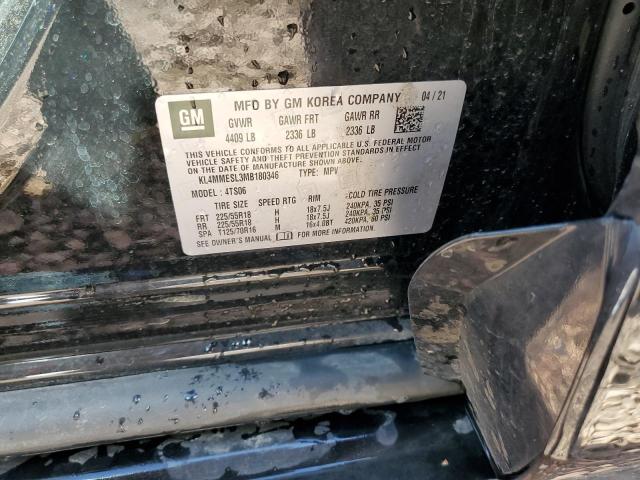 GM
MFD BY GM KOREA COMPANY 04 / 21
GVWR GAWR FRT GAWR RR
4409 LB 2336 LB 2336 LB
THIS VEHICLE CONFORMS TO ALL APPLICABLE U.S. FEDERAL MOTOR
VEHICLE SAFETY AND THEFT PREVENTION STANDARDS IN EFFECT
ON THE DATE OF MANUFACTURE SHOWN ABOVE.
KL4MMESL3MB180346 TYPE: MPV
MODEL: 4TS06
TIRE SIZE SPEED RTG RIM COLD TIRE PRESSURE
FRT 225/55R18 H 18x7.5J 240KPA, 35 PSI
RR 225/55R18 H 18x7.5J 240KPA, 35 PSI
SPA T125/70R16 M 16x4.0BT 420KPA, 60 PSI
SEE OWNER'S MANUAL FOR ADDITIONAL INFORMATION.